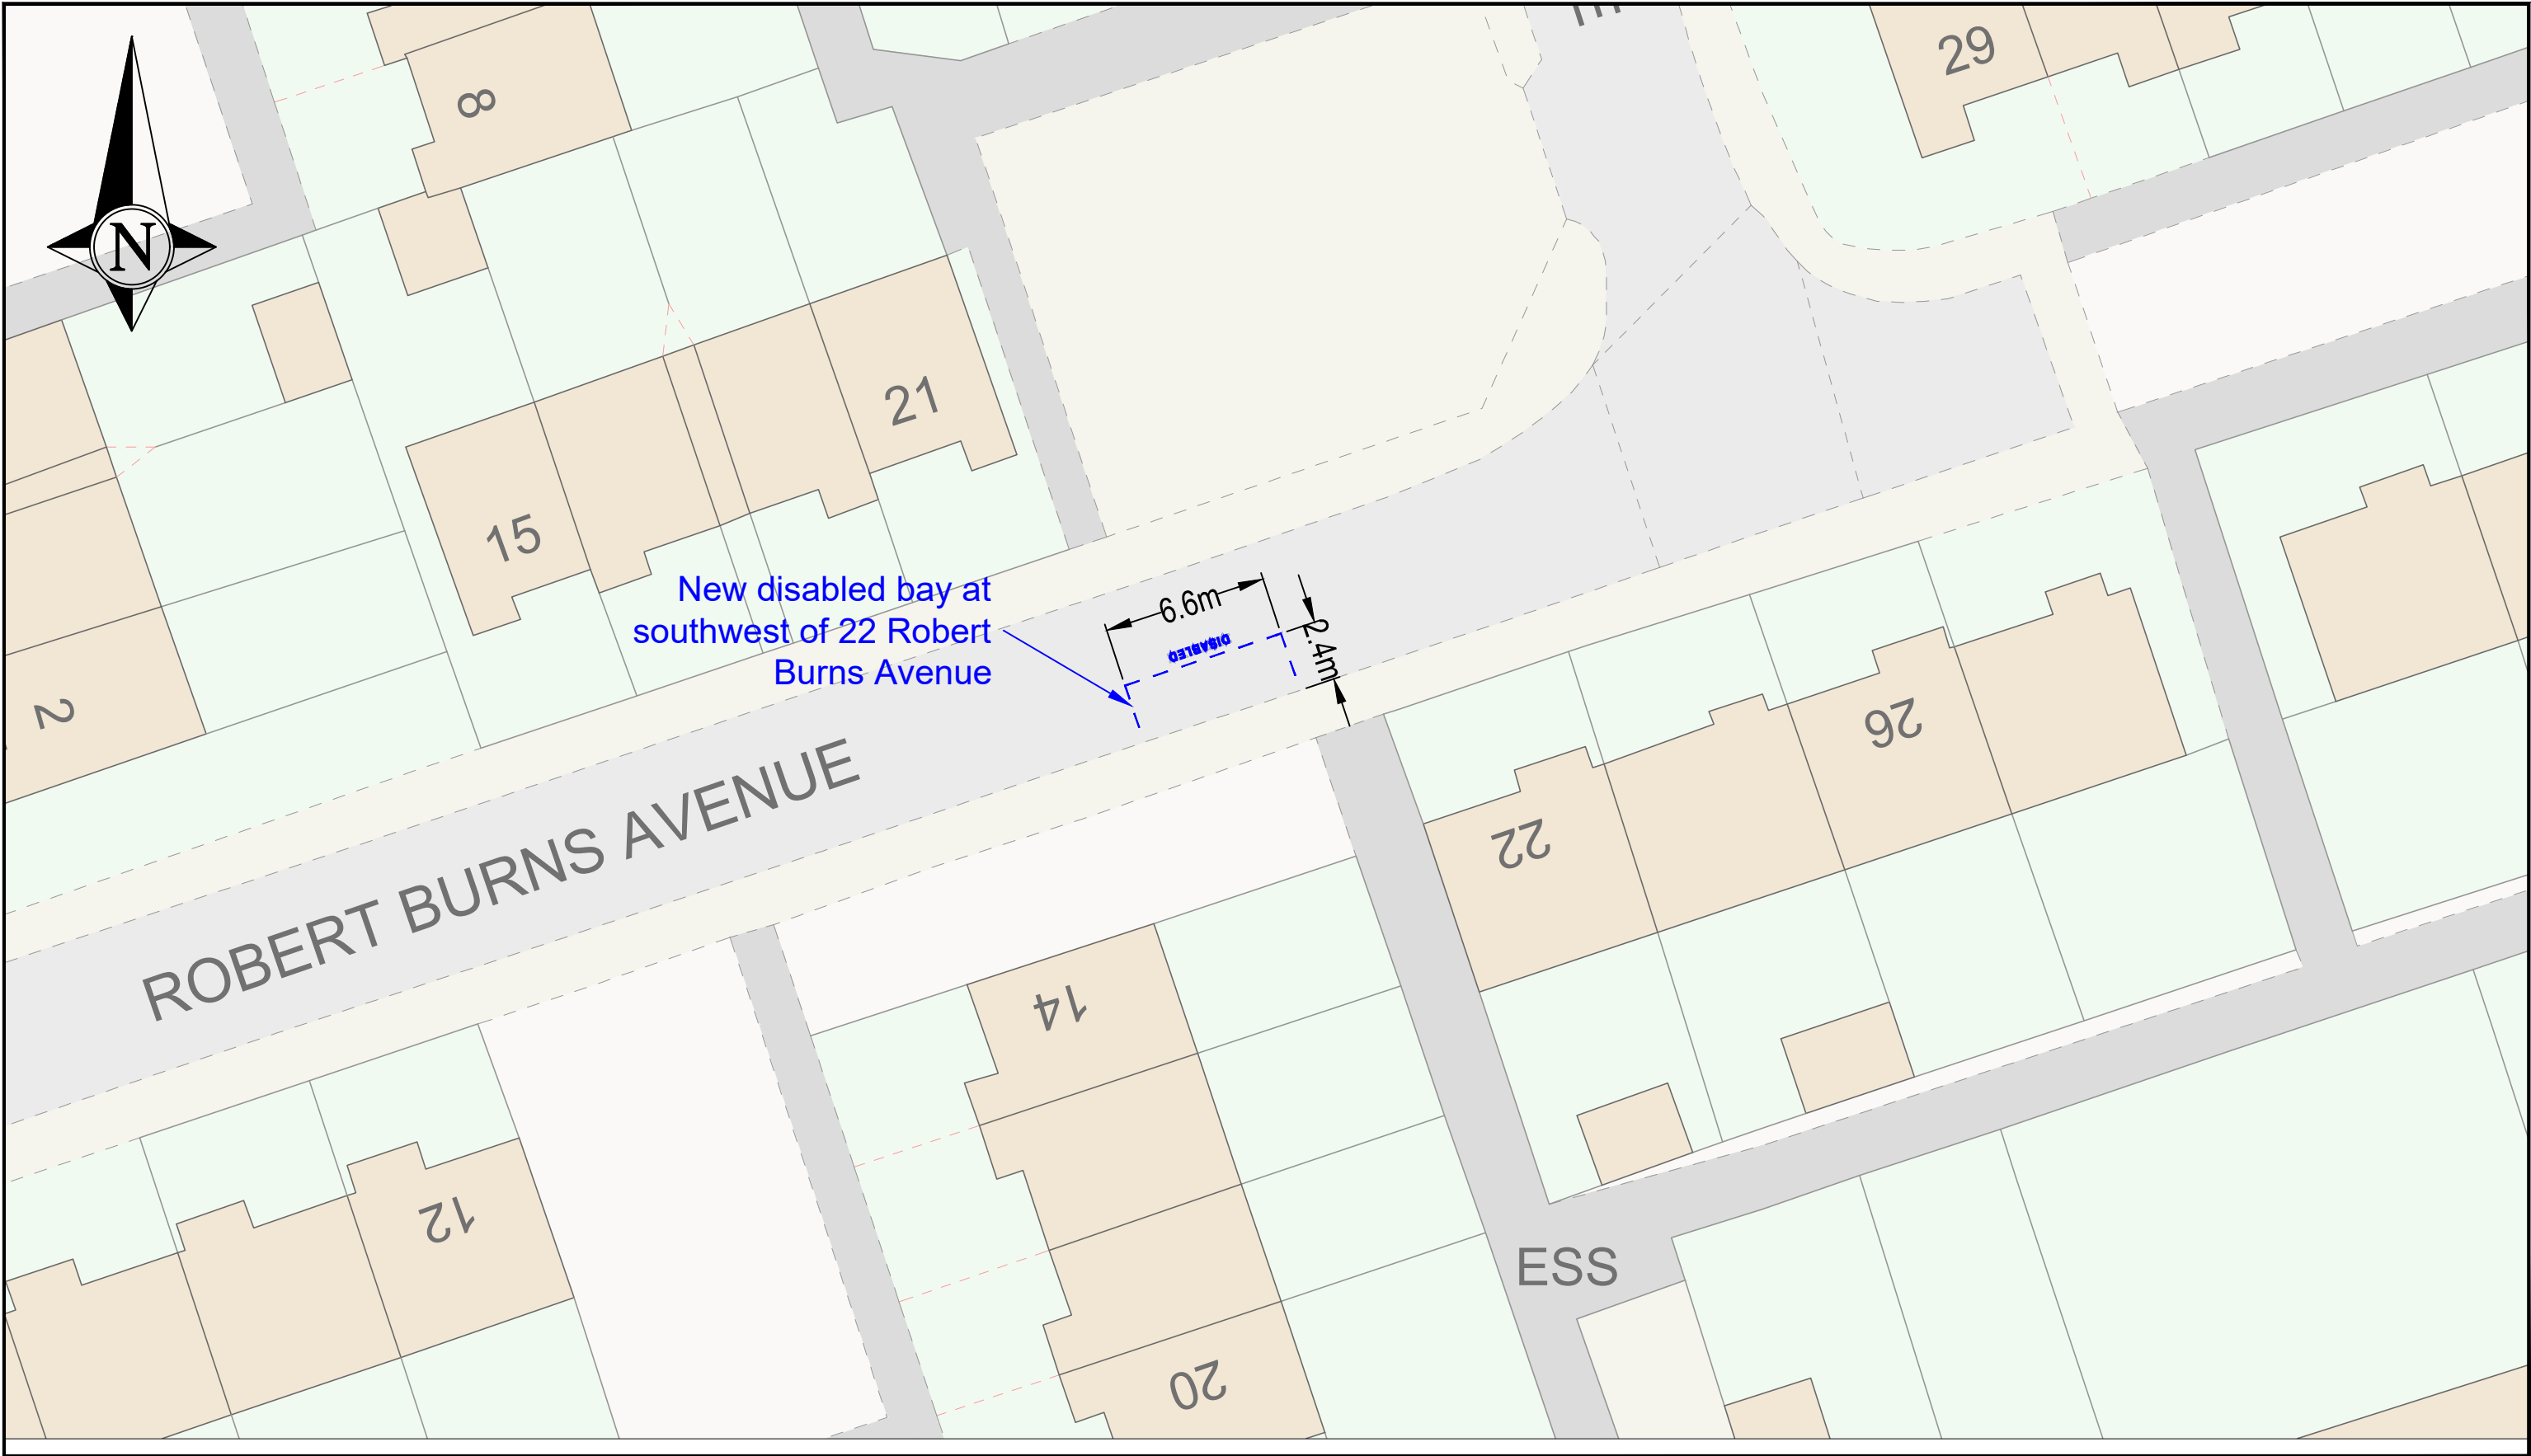 29
8
N
21
15
New disabled bay at
southwest of 22 Robert
Burns Avenue
6.6m
2.4m
DISABLED
2
26
22
ROBERT BURNS AVENUE
14
12
ESS
20